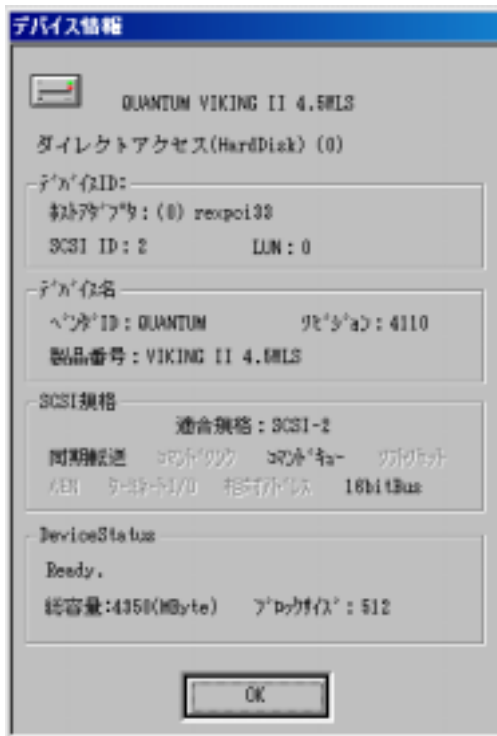 デバイス情報
QUANTUM VIKING II 4.5WLS
ダイレクトアクセス(HardDisk) (0)
ﾃﾞﾊﾞｲｽID:
ﾎｽﾄｱﾀﾞﾌﾟﾀ : (0) rexpci33
SCSI ID : 2 LUN : 0
ﾃﾞﾊﾞｲｽ名
ﾍﾞﾝﾀﾞID : QUANTUM ﾘﾋﾞｼﾞｮﾝ : 4110
製品番号 : VIKING II 4.5WLS
SCSI規格
適合規格 : SCSI-2
同期転送 ｺﾏﾝﾄﾞﾘﾝｸ ｺﾏﾝﾄﾞｷｭｰ ｿﾌﾄﾘｾｯﾄ
AEN ﾀｰﾐﾈｰﾄI/O 相対ｱﾄﾞﾚｽ 16bitBus
DeviceStatus
Ready.
総容量:4350(MByte) ﾌﾞﾛｯｸｻｲｽﾞ : 512
OK